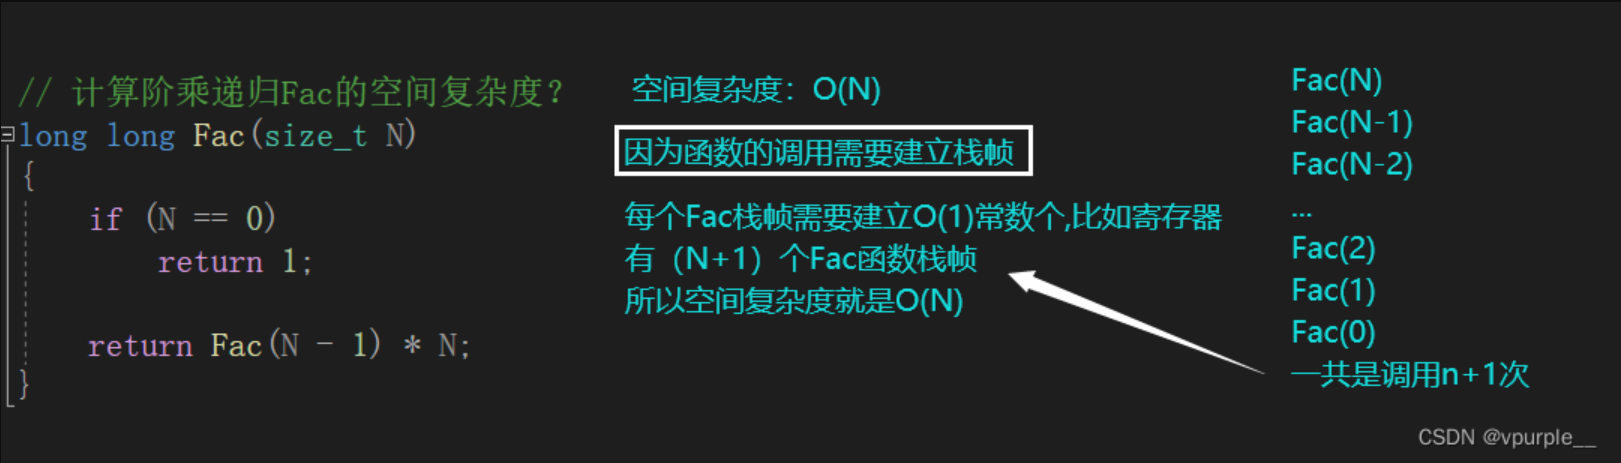 // 计算阶乘递归Fac的空间复杂度？
long long Fac(size_t N)
{
if (N == 0)
return 1;
return Fac(N - 1) * N;
}
空间复杂度：O(N)
因为函数的调用需要建立栈帧
每个Fac栈帧需要建立O(1)常数个,比如寄存器
有（N+1）个Fac函数栈帧
所以空间复杂度就是O(N)
Fac(N)
Fac(N-1)
Fac(N-2)
...
Fac(2)
Fac(1)
Fac(0)
一共是调用n+1次
CSDN @vpurple__